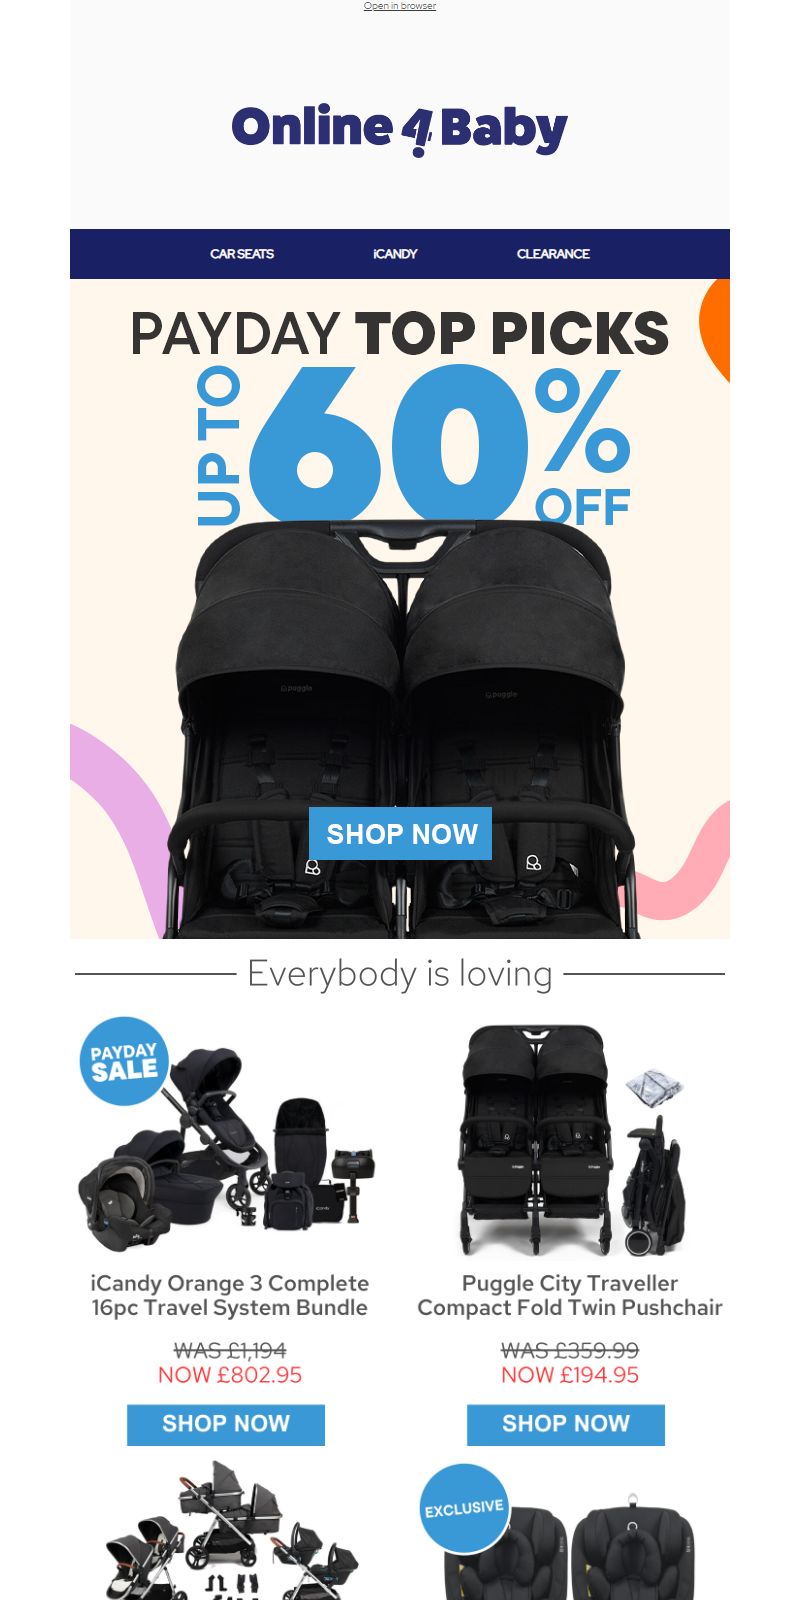 Open in browser
Online 4 Baby
CAR SEATS
iCANDY
CLEARANCE
PAYDAY TOP PICKS
UP TO 60% OFF
puggle
puggle
SHOP NOW
Everybody is loving
PAYDAY
SALE
iCandy Orange 3 Complete
16pc Travel System Bundle
WAS £1,194
NOW £802.95
SHOP NOW
Puggle City Traveller
Compact Fold Twin Pushchair
WAS £359.99
NOW £194.95
SHOP NOW
EXCLUSIVE